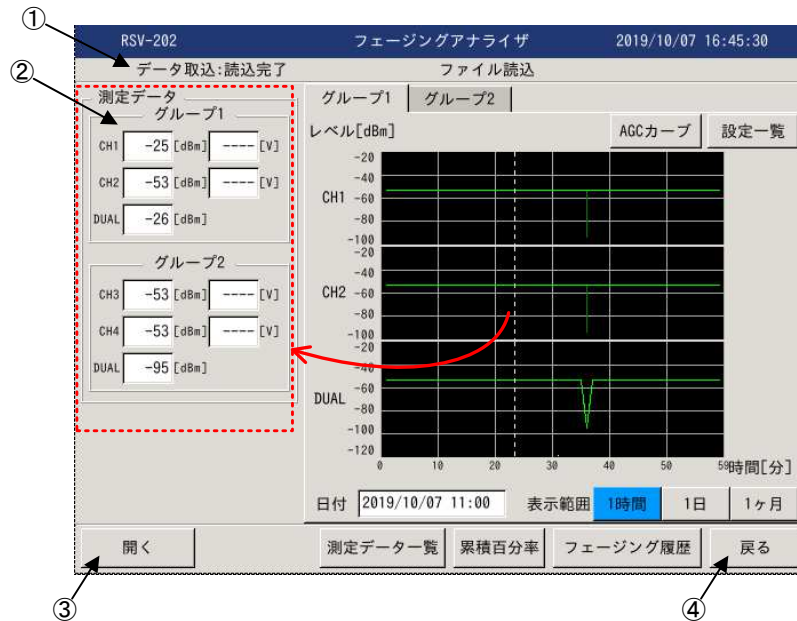 ①
RSV-202 フェージングアナライザ 2019/10/07 16:45:30
データ取込:読込完了 ファイル読込
②
測定データ
グループ1
CH1 -25 [dBm] ---- [V]
CH2 -53 [dBm] ---- [V]
DUAL -26 [dBm]
グループ2
CH3 -53 [dBm] ---- [V]
CH4 -53 [dBm] ---- [V]
DUAL -95 [dBm]
グループ1 グループ2
レベル[dBm] AGCカーブ 設定一覧
-20
-40
CH1 -60
-80
-100
-20
-40
CH2 -60
-80
-100
-20
-40
-60
DUAL -80
-100
-120
0 10 20 30 40 50 59 時間[分]
日付 2019/10/07 11:00 表示範囲 1時間 1日 1ヶ月
開く 測定データ一覧 累積百分率 フェージング履歴 戻る
③ ④